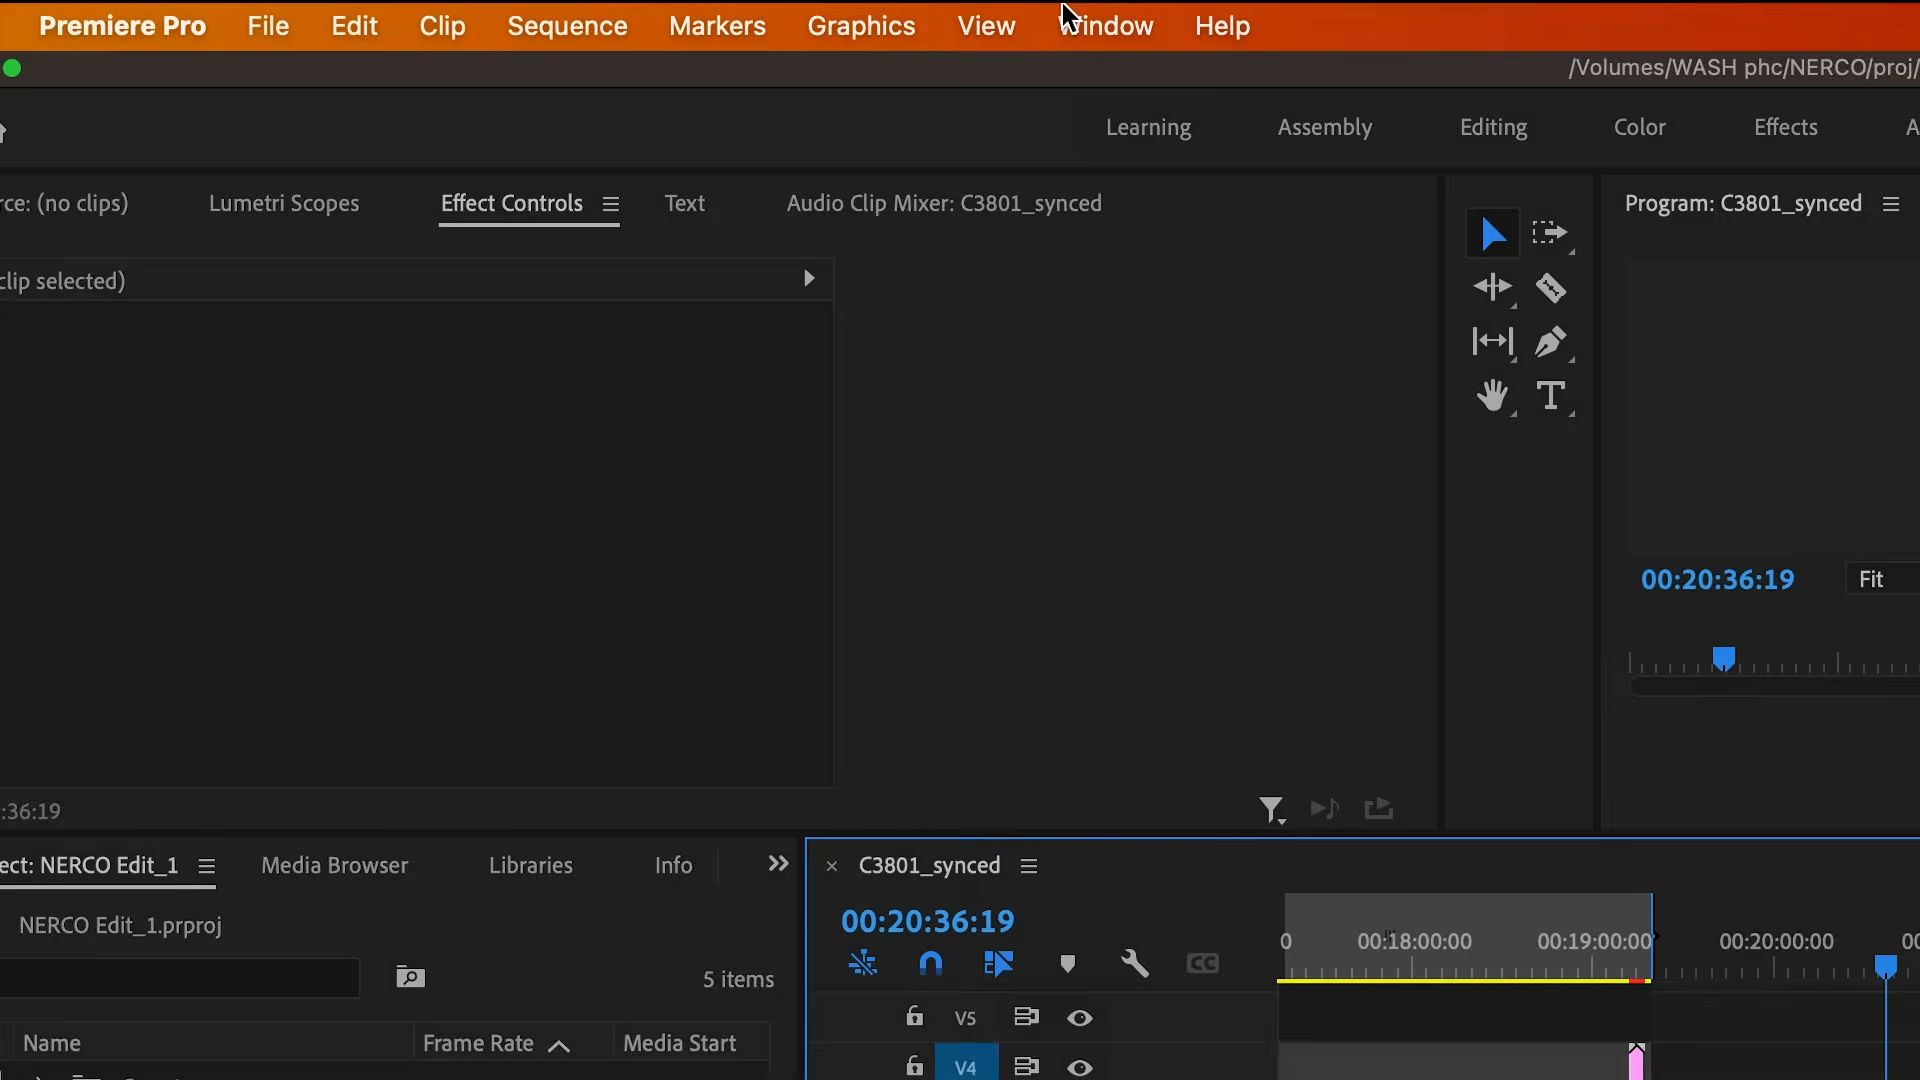 Premiere Pro File Edit Clip Sequence Markers Graphics View Window Help
/Volumes/WASH phc/NERCO/proj/
Learning Assembly Editing Color Effects A
rce: (no clips) Lumetri Scopes Effect Controls Text Audio Clip Mixer: C3801_synced
Program: C3801_synced
clip selected)
00:20:36:19 Fit
:36:19
ect: NERCO Edit_1 Media Browser Libraries Info
C3801_synced
NERCO Edit_1.prproj
00:20:36:19
0 00:18:00:00 00:19:00:00 00:20:00:00 00
5 items
CC
V5
Name Frame Rate Media Start
V4